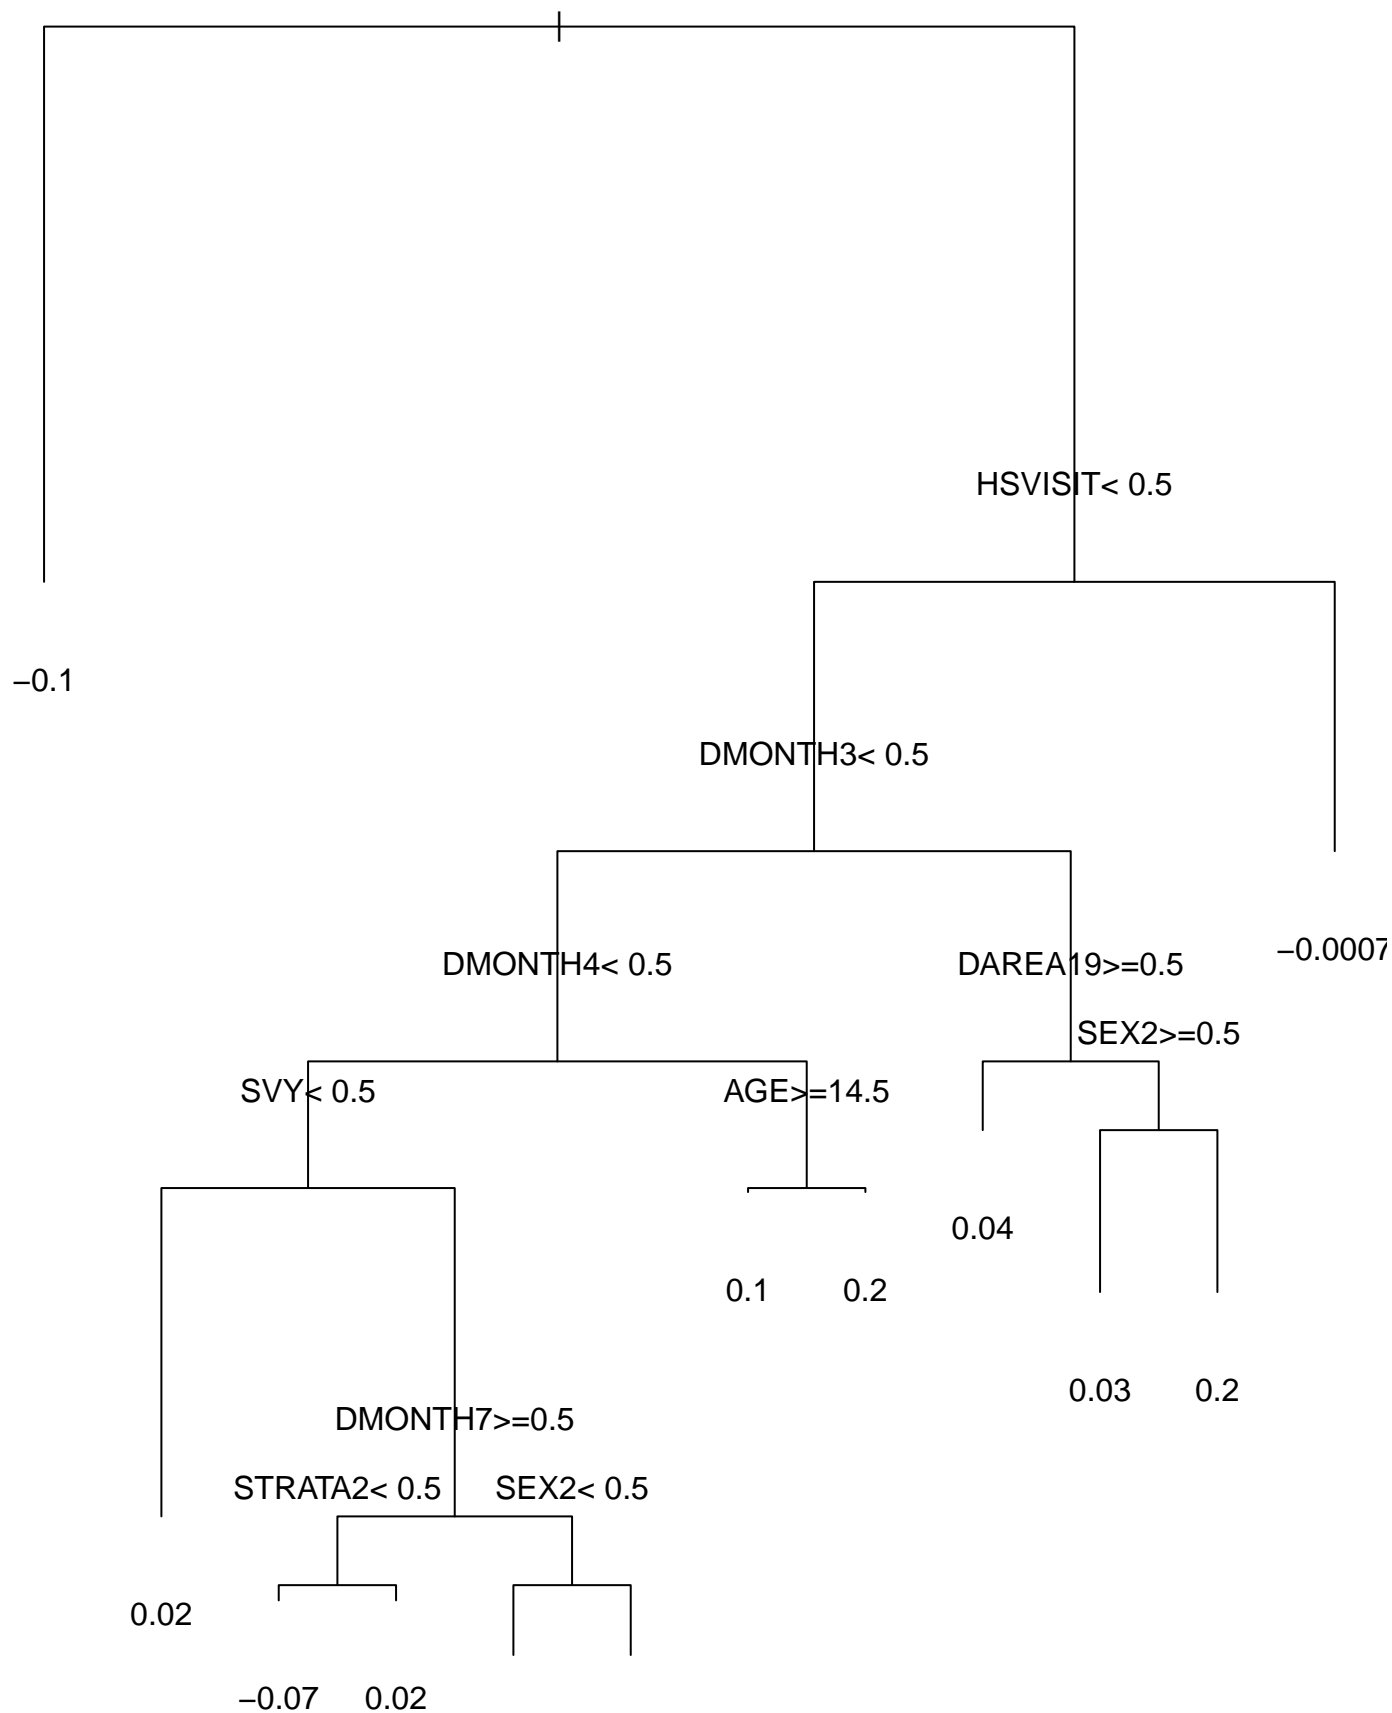 HSVISIT< 0.5
−0.1
DMONTH3< 0.5
−0.0007
DMONTH4< 0.5
DAREA19>=0.5
SEX2>=0.5
SVY< 0.5
AGE>=14.5
0.04
0.1
0.2
0.03
0.2
DMONTH7>=0.5
STRATA2< 0.5
SEX2< 0.5
0.02
−0.07
0.02